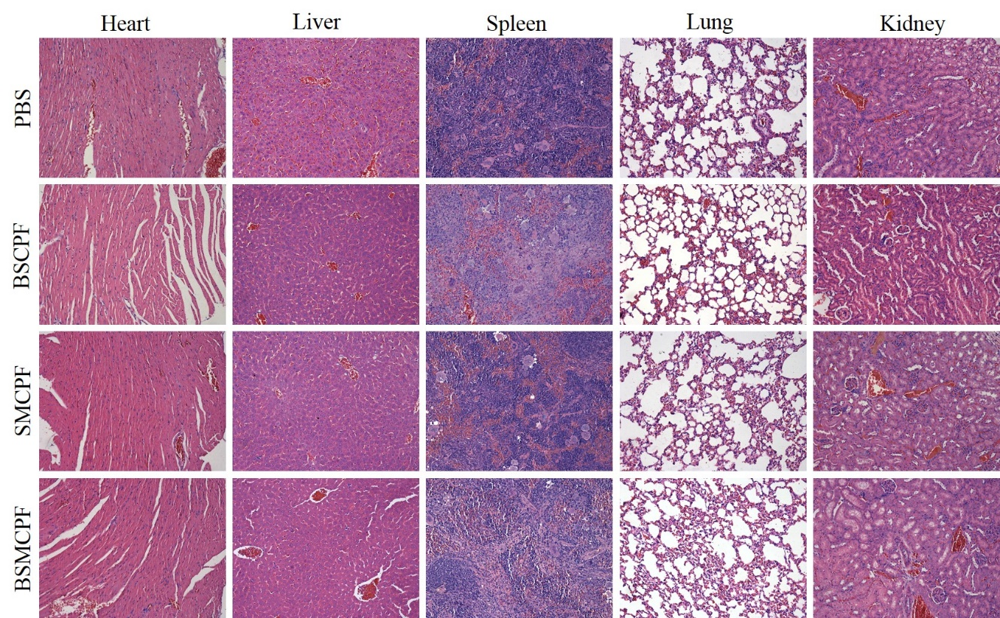 Heart Liver Spleen Lung Kidney
PBS
BSCPF
SMCPF
BSMCPF